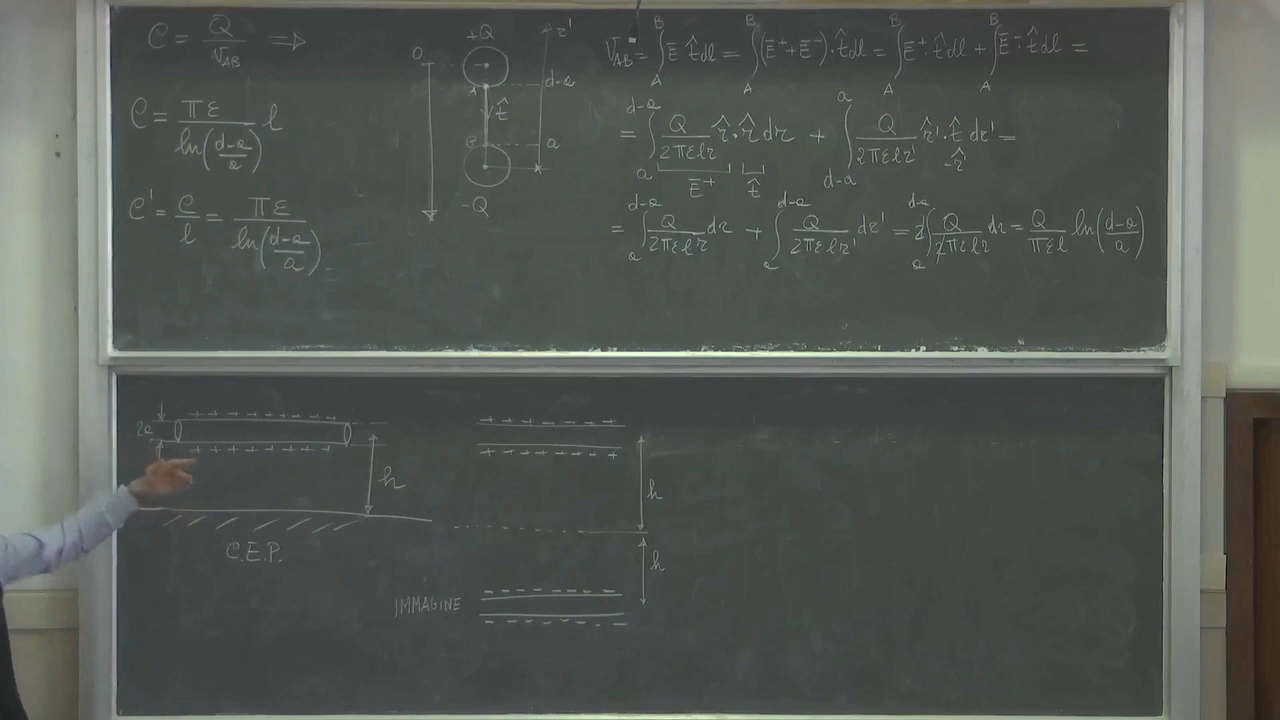 C = Q/V_AB ⟹
C = πε/ln((d-a)/a) l
C' = C/l = πε/ln((d-a)/a)
+Q
r'
O
d-a
A
t̂
B
a
-Q
V_AB = ∫_A^B E̅·t̂ dl = ∫_A^B (E̅⁺+E̅⁻)·t̂ dl = ∫_A^B E̅⁺·t̂ dl + ∫_A^B E̅⁻·t̂ dl =
= ∫_a^{d-a} Q/(2πεlr) r̂·r̂ dr + ∫_{d-a}^a Q/(2πεlr') r̂'·t̂ dr' =
E̅⁺ t̂ -r̂'
= ∫_a^{d-a} Q/(2πεlr) dr + ∫_a^{d-a} Q/(2πεlr') dr' = 2∫_a^{d-a} Q/(2πεlr) dr = Q/(πεl) ln((d-a)/a)
+ + + + + + + + +
2a
+ + + + + + + +
h
C.E.P.
+ + + + + + +
+ + + + + + +
h
h
- - - - - - -
IMMAGINE
- - - - - - - -